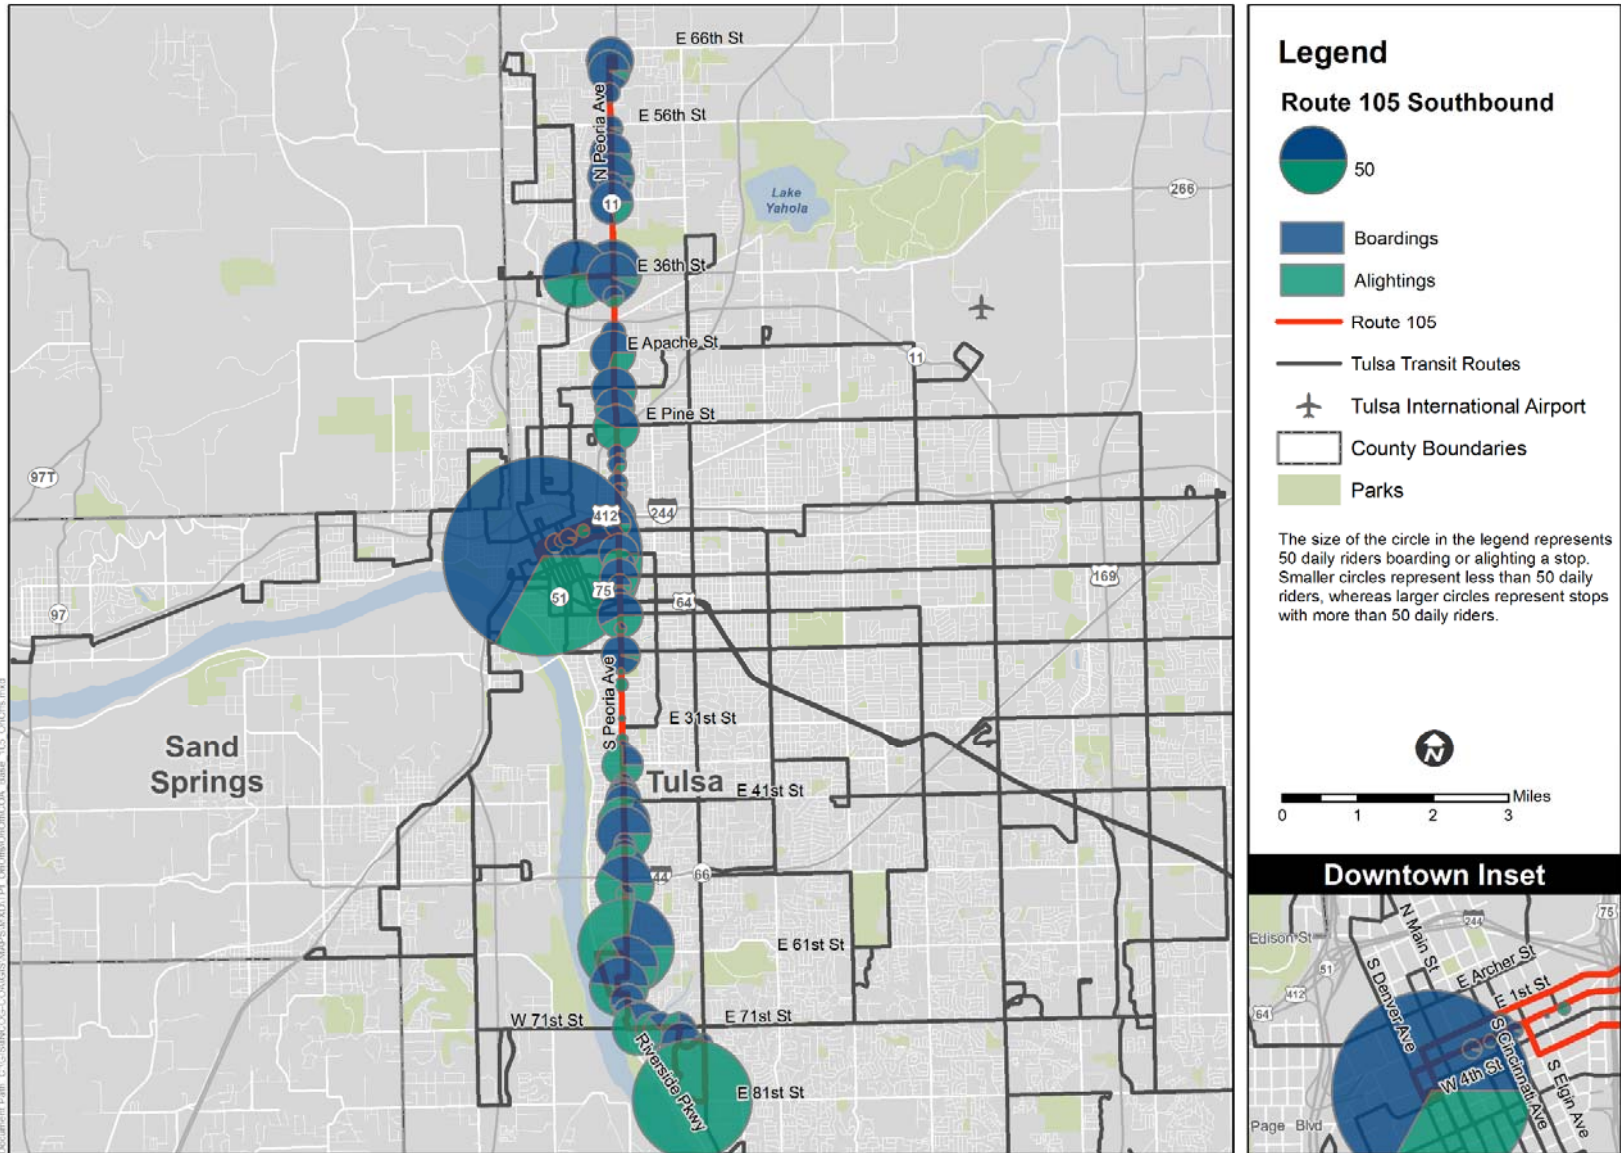 E 66th St
N Peoria Ave
E 56th St
11
Lake
Yahola
266
E 36th St
E Apache St
11
E Pine St
97T
412
244
97
51
75
64
169
S Peoria Ave
E 31st St
Sand
Springs
Tulsa
E 41st St
44
66
E 61st St
W 71st St
E 71st St
Riverside Pkwy
E 81st St
Legend
Route 105 Southbound
50
Boardings
Alightings
Route 105
Tulsa Transit Routes
Tulsa International Airport
County Boundaries
Parks
The size of the circle in the legend represents
50 daily riders boarding or alighting a stop.
Smaller circles represent less than 50 daily
riders, whereas larger circles represent stops
with more than 50 daily riders.
N
Miles
0 1 2 3
Downtown Inset
75
244
N Main St
Edison St
51
E Archer St
S Denver Ave
E 1st St
412
64
S Cincinnati Ave
W 4th St
S Elgin Ave
Page Blvd